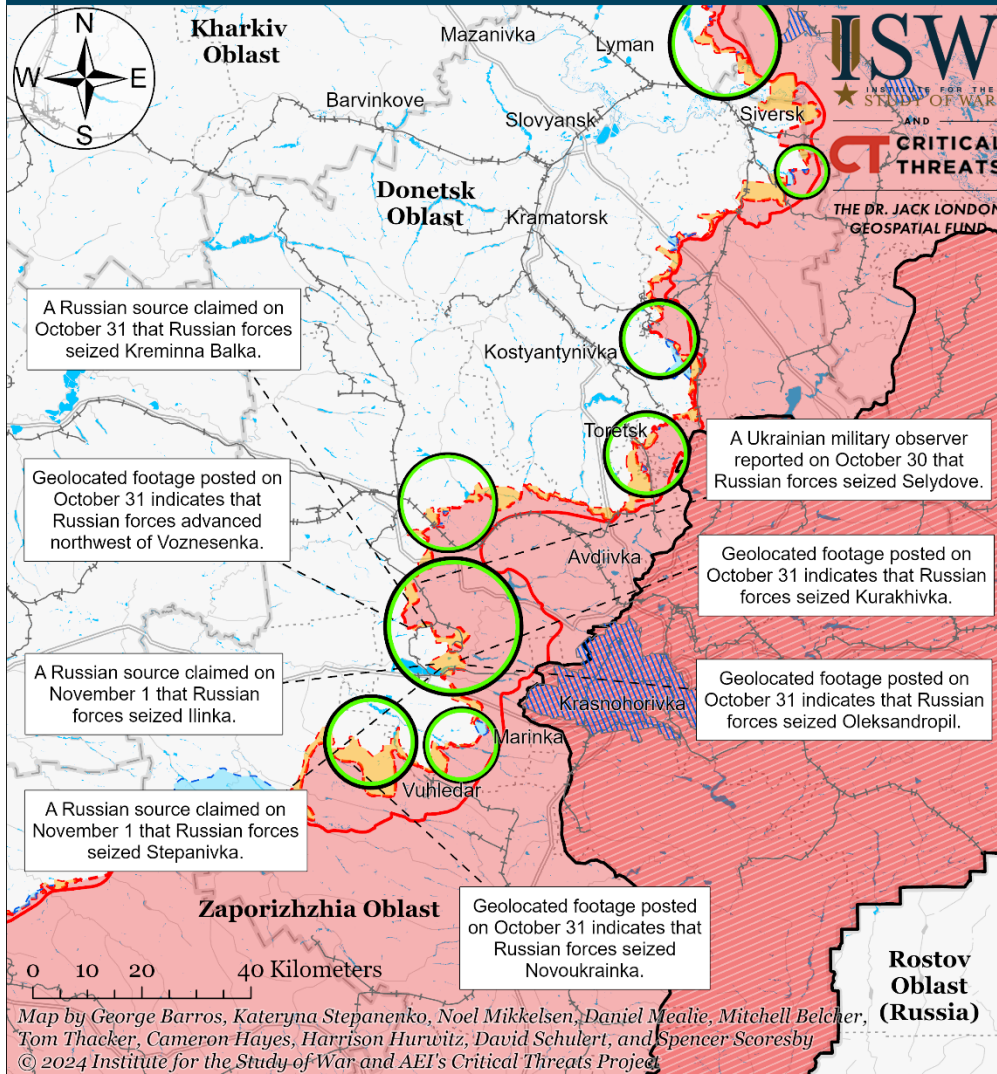 N
W
E
S
Kharkiv
Oblast
Mazanivka
Lyman
ISW
INSTITUTE FOR THE
STUDY OF WAR
AND
CT CRITICAL
THREATS
THE DR. JACK LONDON
GEOSPATIAL FUND
Barvinkove
Slovyansk
Siversk
Donetsk
Oblast
Kramatorsk
A Russian source claimed on
October 31 that Russian forces
seized Kreminna Balka.
Kostyantynivka
Toretsk
A Ukrainian military observer
reported on October 30 that
Russian forces seized Selydove.
Geolocated footage posted on
October 31 indicates that
Russian forces advanced
northwest of Voznesenka.
Avdiivka
Geolocated footage posted on
October 31 indicates that Russian
forces seized Kurakhivka.
A Russian source claimed on
November 1 that Russian
forces seized Ilinka.
Krasnohorivka
Geolocated footage posted on
October 31 indicates that Russian
forces seized Oleksandropil.
Marinka
Vuhledar
A Russian source claimed on
November 1 that Russian forces
seized Stepanivka.
Zaporizhzhia Oblast
Geolocated footage posted
on October 31 indicates that
Russian forces seized
Novoukrainka.
Rostov
Oblast
(Russia)
0 10 20 40 Kilometers
Map by George Barros, Kateryna Stepanenko, Noel Mikkelsen, Daniel Mealie, Mitchell Belcher,
Tom Thacker, Cameron Hayes, Harrison Hurwitz, David Schulert, and Spencer Scoresby
© 2024 Institute for the Study of War and AEI's Critical Threats Project